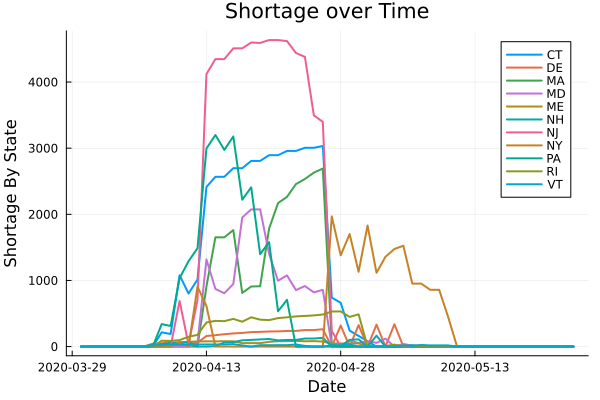 Shortage over Time
Shortage By State
4000
3000
2000
1000
0
2020-03-29
2020-04-13
2020-04-28
2020-05-13
Date
CT
DE
MA
MD
ME
NH
NJ
NY
PA
RI
VT